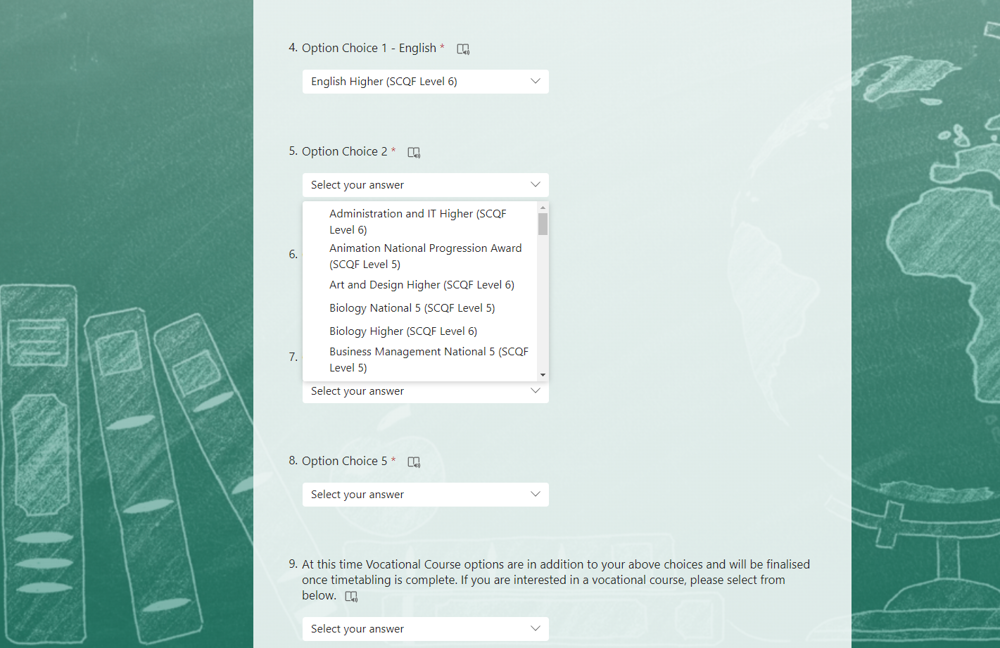 4. Option Choice 1 - English *
English Higher (SCQF Level 6)
5. Option Choice 2 *
Select your answer
Administration and IT Higher (SCQF
Level 6)
Animation National Progression Award
(SCQF Level 5)
6.
Art and Design Higher (SCQF Level 6)
Biology National 5 (SCQF Level 5)
Biology Higher (SCQF Level 6)
Business Management National 5 (SCQF
Level 5)
7.
Select your answer
8. Option Choice 5 *
Select your answer
9. At this time Vocational Course options are in addition to your above choices and will be finalised
once timetabling is complete. If you are interested in a vocational course, please select from
below.
Select your answer